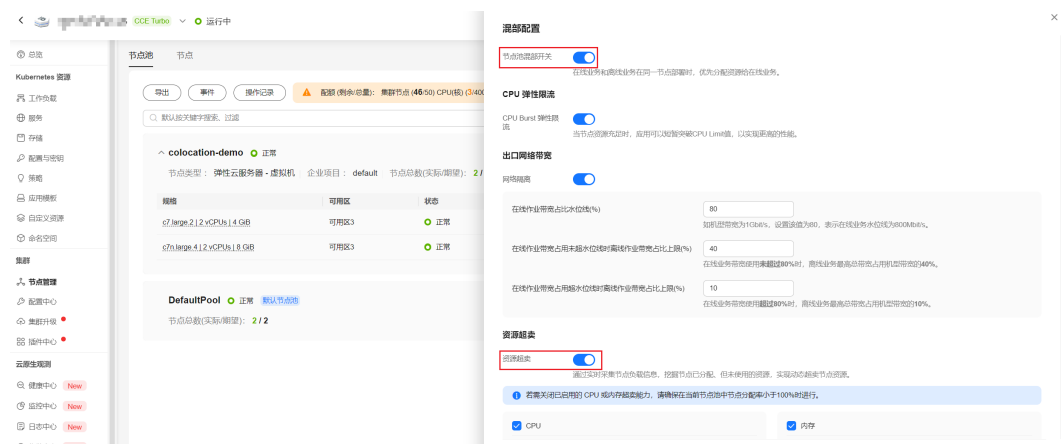 CCE Turbo 运行中
总览
Kubernetes 资源
工作负载
服务
存储
配置与密钥
策略
应用模板
自定义资源
命名空间
集群
节点管理
配置中心
集群升级
插件中心
云原生观测
健康中心 New
监控中心 New
日志中心 New
节点池 节点
导出 事件 操作记录 配额 (剩余/总量): 集群节点 (46/50) CPU(核) (3/400
默认按关键字搜索、过滤
colocation-demo 正常
节点类型: 弹性云服务器 - 虚拟机 企业项目: default 节点总数(实际/期望): 2 /
规格 可用区 状态
c7.large.2 | 2 vCPUs | 4 GiB 可用区3 正常
c7n.large.4 | 2 vCPUs | 8 GiB 可用区3 正常
DefaultPool 正常 默认节点池
节点总数(实际/期望): 2 / 2
混部配置
节点池混部开关
在线业务和离线业务在同一节点部署时，优先分配资源给在线业务。
CPU 弹性限流
CPU Burst 弹性限
流
当节点资源充足时，应用可以短暂突破CPU Limit值，以实现更高的性能。
出口网络带宽
网络隔离
在线作业带宽占比水位线(%) 80
如机型带宽为1Gbit/s，设置该值为80，表示在线业务水位线为800Mbit/s。
在线作业带宽占用未超水位线时离线作业带宽占比上限(%) 40
在线业务带宽使用未超过80%时，离线业务最高总带宽占用机型带宽的40%。
在线作业带宽占用超水位线时离线作业带宽占比上限(%) 10
在线业务带宽使用超过80%时，离线业务最高总带宽占用机型带宽的10%。
资源超卖
资源超卖
通过实时采集节点负载信息，挖掘节点已分配，但未使用的资源，实现动态超卖节点资源。
若需关闭已启用的 CPU 或内存超卖能力，请确保在当前节点池中节点分配率小于100%时进行。
CPU 内存